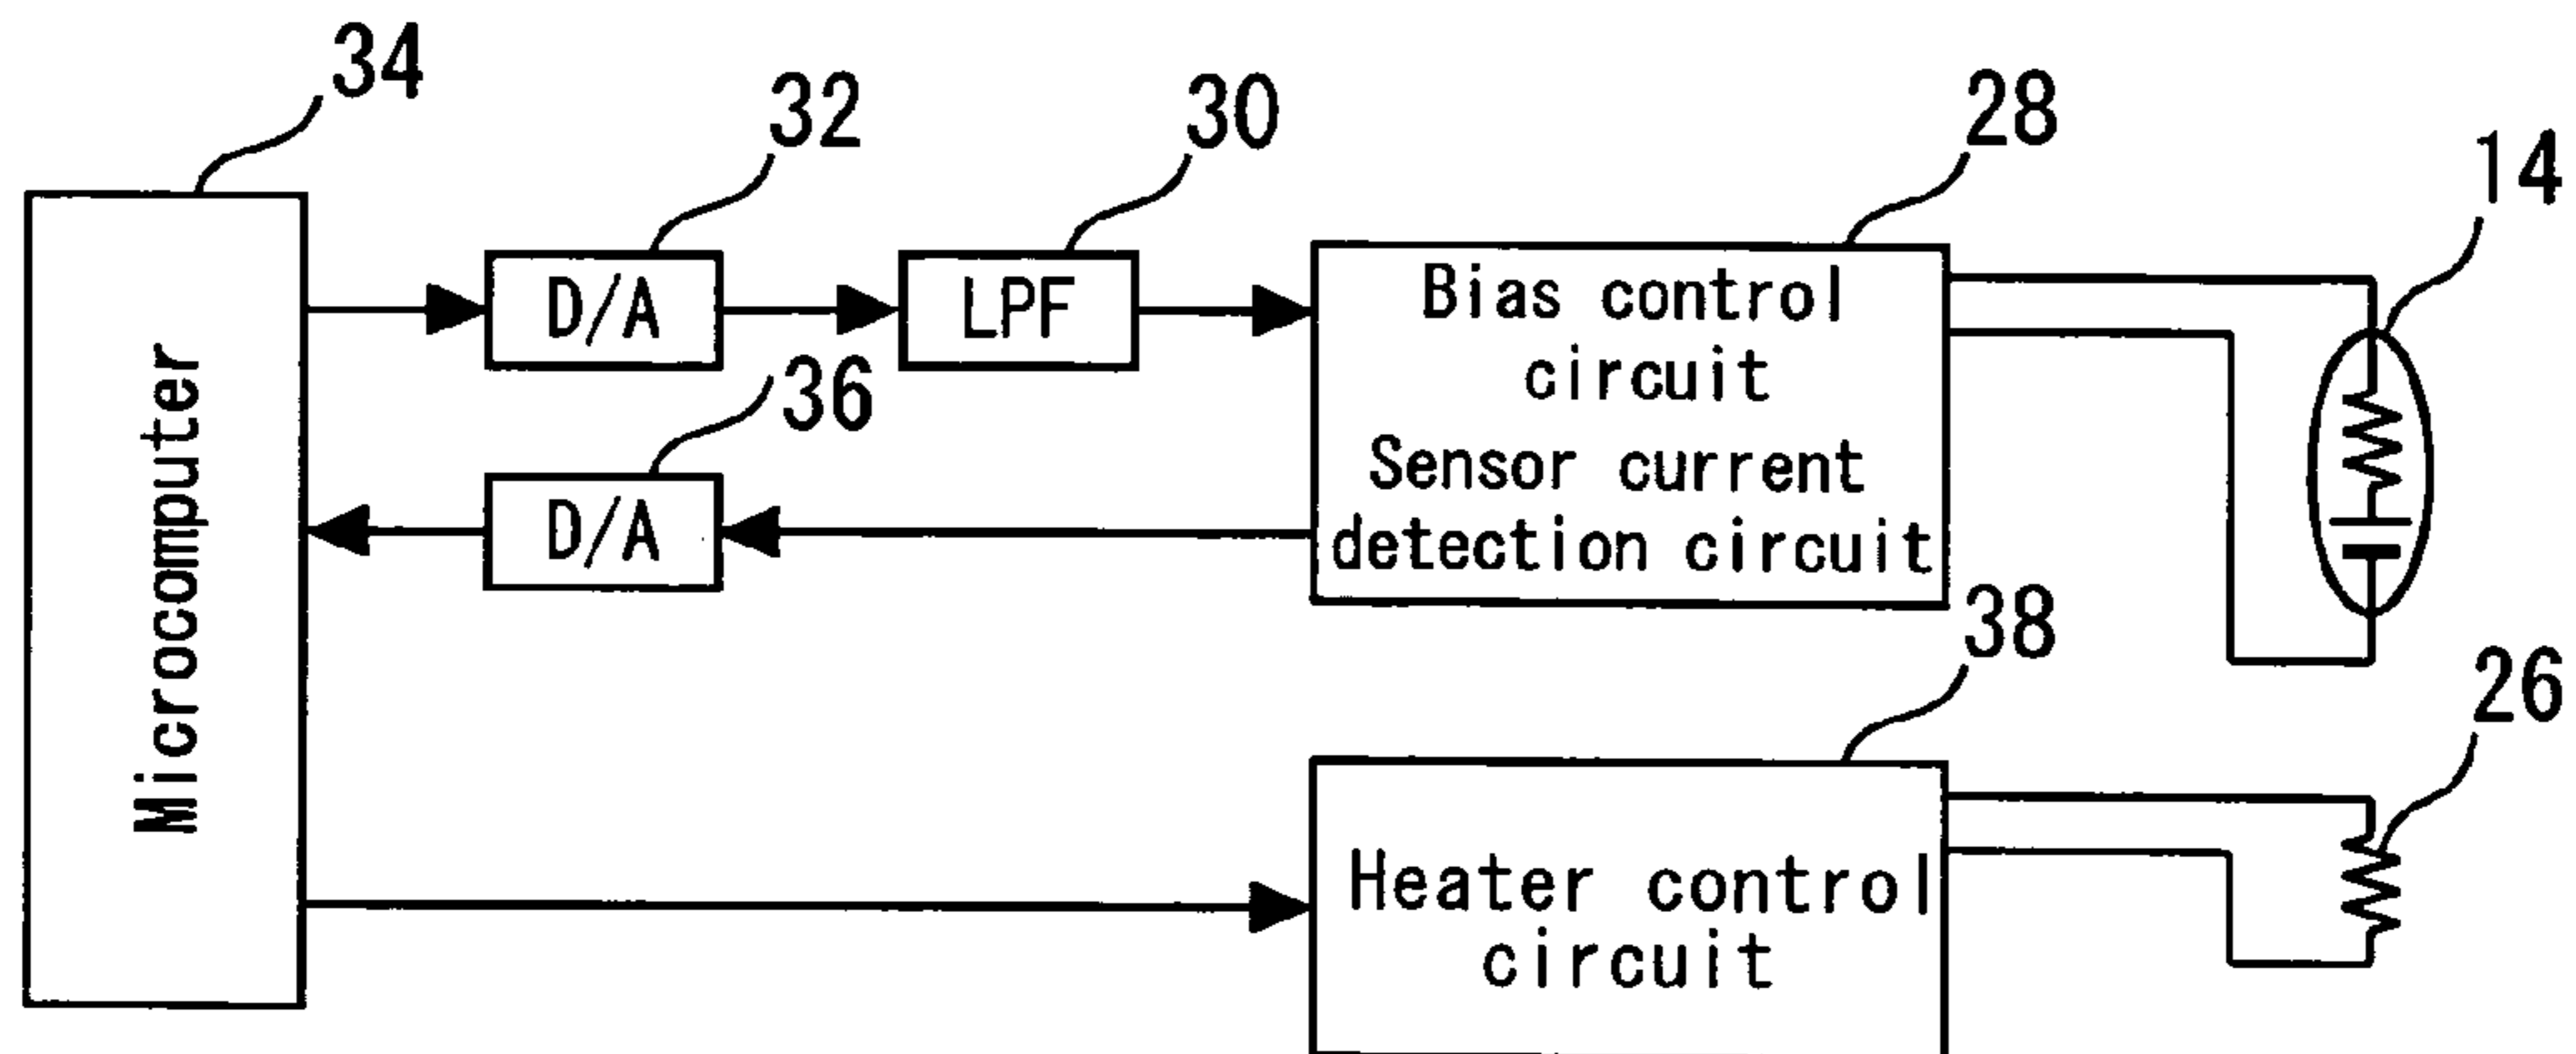 34
32
30
28
14
D/A
LPF
Bias control
circuit
Sensor current
detection circuit
36
D/A
Microcomputer
38
26
Heater control
circuit